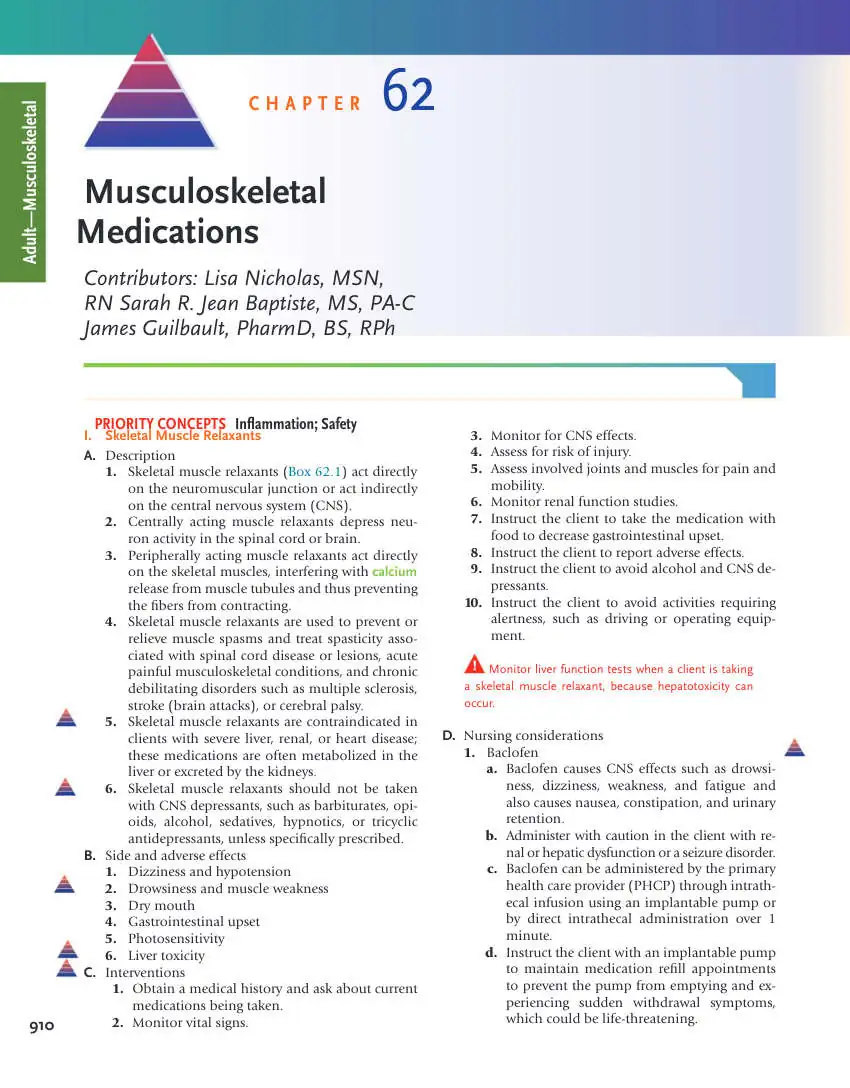 Adult—Musculoskeletal
CHAPTER 62
Musculoskeletal
Medications
Contributors: Lisa Nicholas, MSN,
RN Sarah R. Jean Baptiste, MS, PA-C
James Guilbault, PharmD, BS, RPh
PRIORITY CONCEPTS Inflammation; Safety
I. Skeletal Muscle Relaxants
A. Description
1. Skeletal muscle relaxants (Box 62.1) act directly
on the neuromuscular junction or act indirectly
on the central nervous system (CNS).
2. Centrally acting muscle relaxants depress neu-
ron activity in the spinal cord or brain.
3. Peripherally acting muscle relaxants act directly
on the skeletal muscles, interfering with calcium
release from muscle tubules and thus preventing
the fibers from contracting.
4. Skeletal muscle relaxants are used to prevent or
relieve muscle spasms and treat spasticity asso-
ciated with spinal cord disease or lesions, acute
painful musculoskeletal conditions, and chronic
debilitating disorders such as multiple sclerosis,
stroke (brain attacks), or cerebral palsy.
5. Skeletal muscle relaxants are contraindicated in
clients with severe liver, renal, or heart disease;
these medications are often metabolized in the
liver or excreted by the kidneys.
6. Skeletal muscle relaxants should not be taken
with CNS depressants, such as barbiturates, opi-
oids, alcohol, sedatives, hypnotics, or tricyclic
antidepressants, unless specifically prescribed.
B. Side and adverse effects
1. Dizziness and hypotension
2. Drowsiness and muscle weakness
3. Dry mouth
4. Gastrointestinal upset
5. Photosensitivity
6. Liver toxicity
C. Interventions
1. Obtain a medical history and ask about current
medications being taken.
2. Monitor vital signs.
3. Monitor for CNS effects.
4. Assess for risk of injury.
5. Assess involved joints and muscles for pain and
mobility.
6. Monitor renal function studies.
7. Instruct the client to take the medication with
food to decrease gastrointestinal upset.
8. Instruct the client to report adverse effects.
9. Instruct the client to avoid alcohol and CNS de-
pressants.
10. Instruct the client to avoid activities requiring
alertness, such as driving or operating equip-
ment.
! Monitor liver function tests when a client is taking
a skeletal muscle relaxant, because hepatotoxicity can
occur.
D. Nursing considerations
1. Baclofen
a. Baclofen causes CNS effects such as drowsi-
ness, dizziness, weakness, and fatigue and
also causes nausea, constipation, and urinary
retention.
b. Administer with caution in the client with re-
nal or hepatic dysfunction or a seizure disorder.
c. Baclofen can be administered by the primary
health care provider (PHCP) through intrath-
ecal infusion using an implantable pump or
by direct intrathecal administration over 1
minute.
d. Instruct the client with an implantable pump
to maintain medication refill appointments
to prevent the pump from emptying and ex-
periencing sudden withdrawal symptoms,
which could be life-threatening.
910